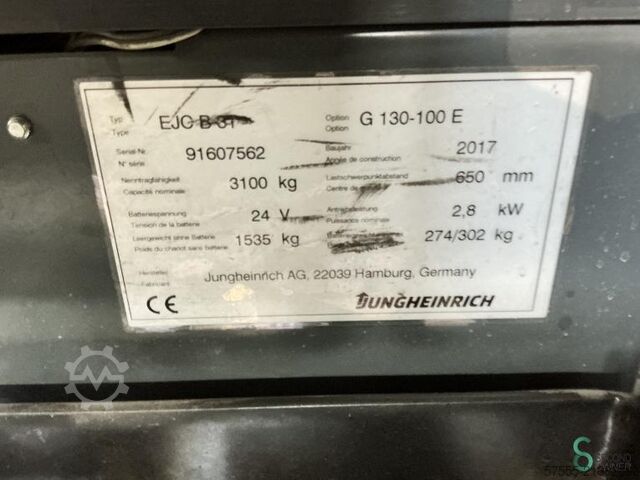 Typ
Type
EJC B 31
Option
Option
G 130-100 E
Serial-Nr.
N° série
91607562
Baujahr
Année de construction
2017
Nenntragfähigkeit
Capacité nominale
3100 kg
Lastschwerpunktabstand
Centre de
650 mm
Batteriespannung
Tension de la batterie
24 V
Antriebsleistung
Puissance nominale
2,8 kW
Leergewicht ohne Batterie
Poids du chariot sans batterie
1535 kg
274/302 kg
Hersteller
Fabricant
Jungheinrich AG, 22039 Hamburg, Germany
CE
JUNGHEINRICH
SECOND
OWNER